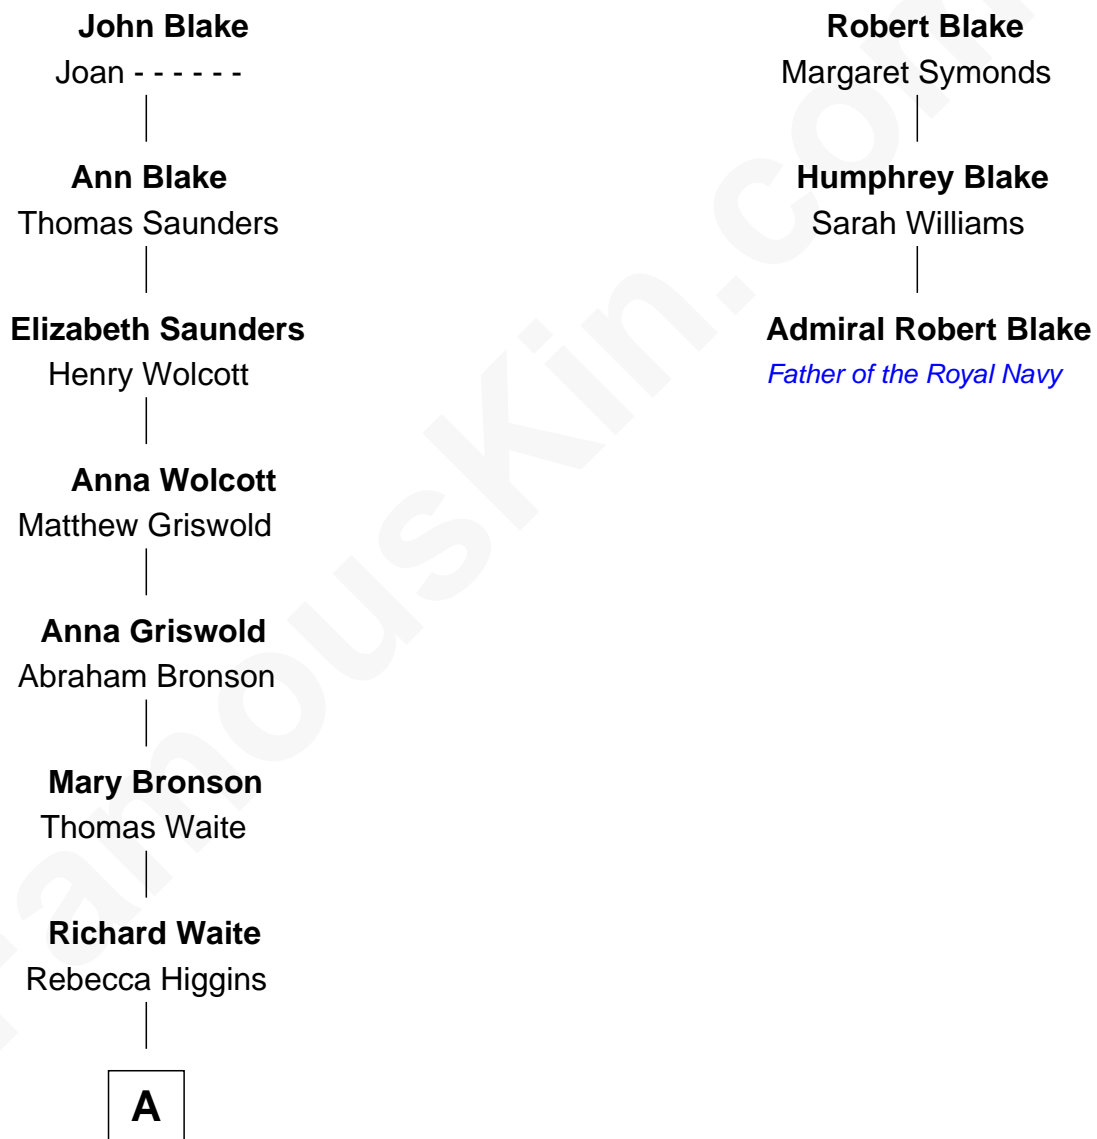 John Blake
Joan - - - - - -
Ann Blake
Thomas Saunders
Elizabeth Saunders
Henry Wolcott
Anna Wolcott
Matthew Griswold
Anna Griswold
Abraham Bronson
Mary Bronson
Thomas Waite
Richard Waite
Rebecca Higgins
A
Robert Blake
Margaret Symonds
Humphrey Blake
Sarah Williams
Admiral Robert Blake
Father of the Royal Navy
FamousKin.com